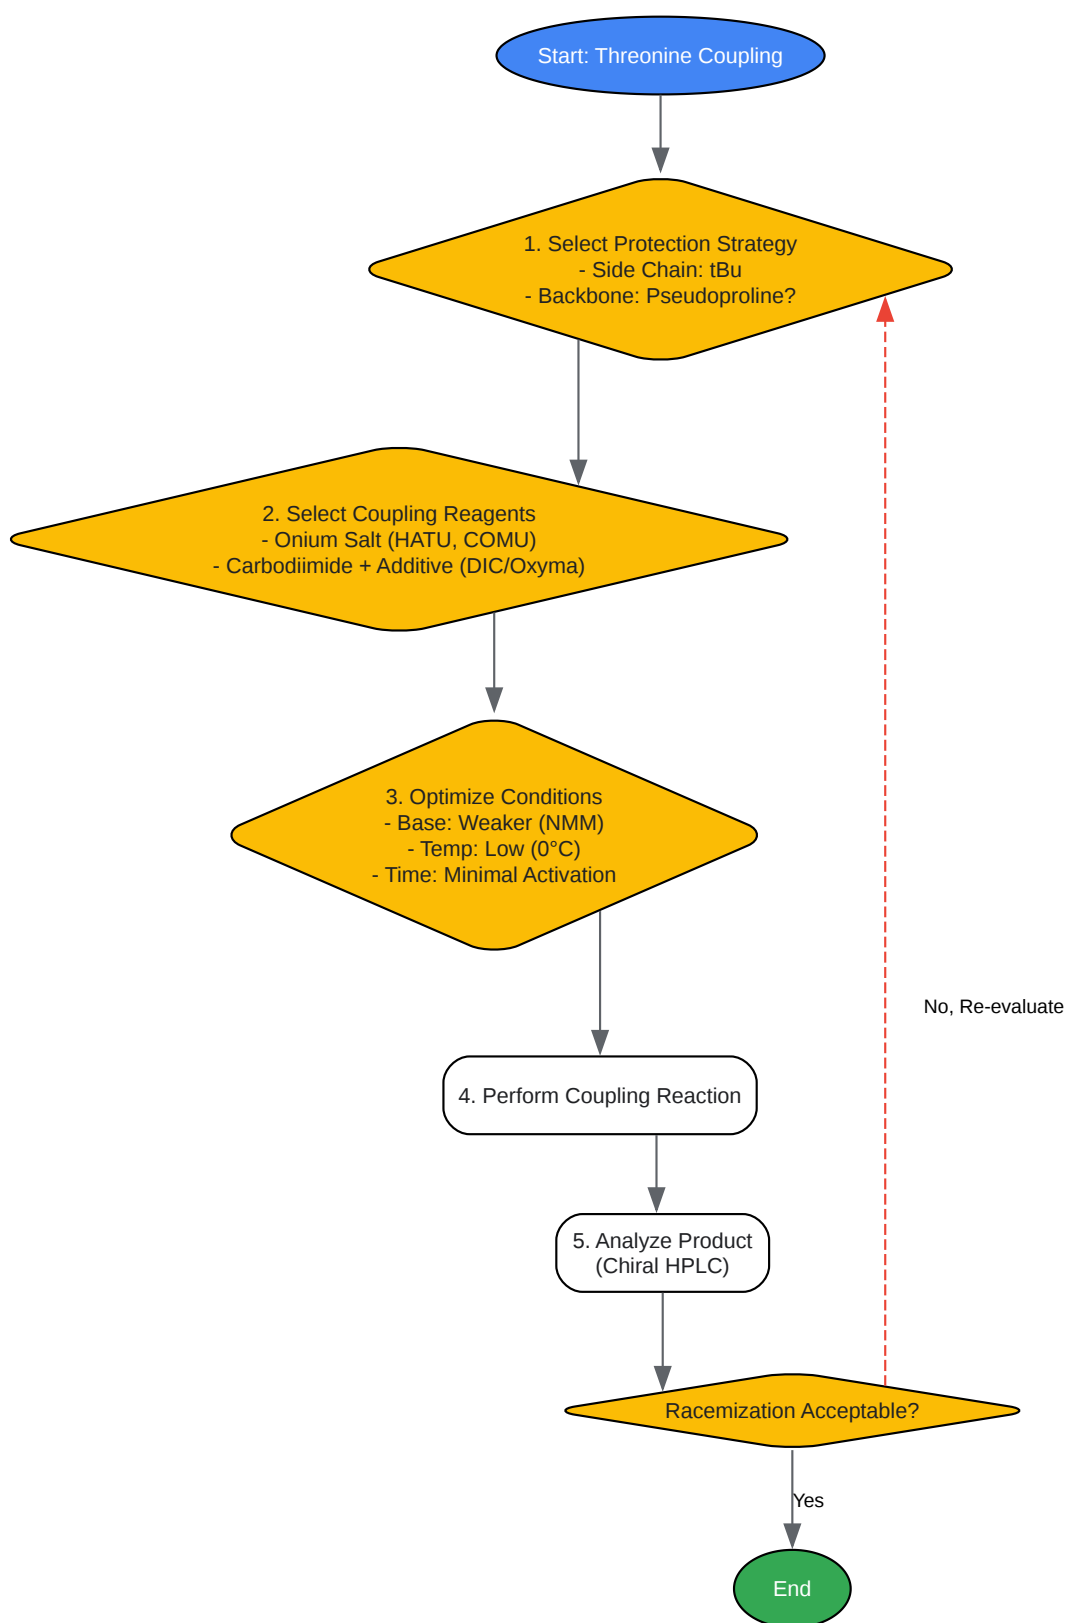 Start: Threonine Coupling
1. Select Protection Strategy
- Side Chain: tBu
- Backbone: Pseudoproline?
2. Select Coupling Reagents
- Onium Salt (HATU, COMU)
- Carbodiimide + Additive (DIC/Oxyma)
3. Optimize Conditions
- Base: Weaker (NMM)
- Temp: Low (0°C)
- Time: Minimal Activation
No, Re-evaluate
4. Perform Coupling Reaction
5. Analyze Product
(Chiral HPLC)
Racemization Acceptable?
Yes
End